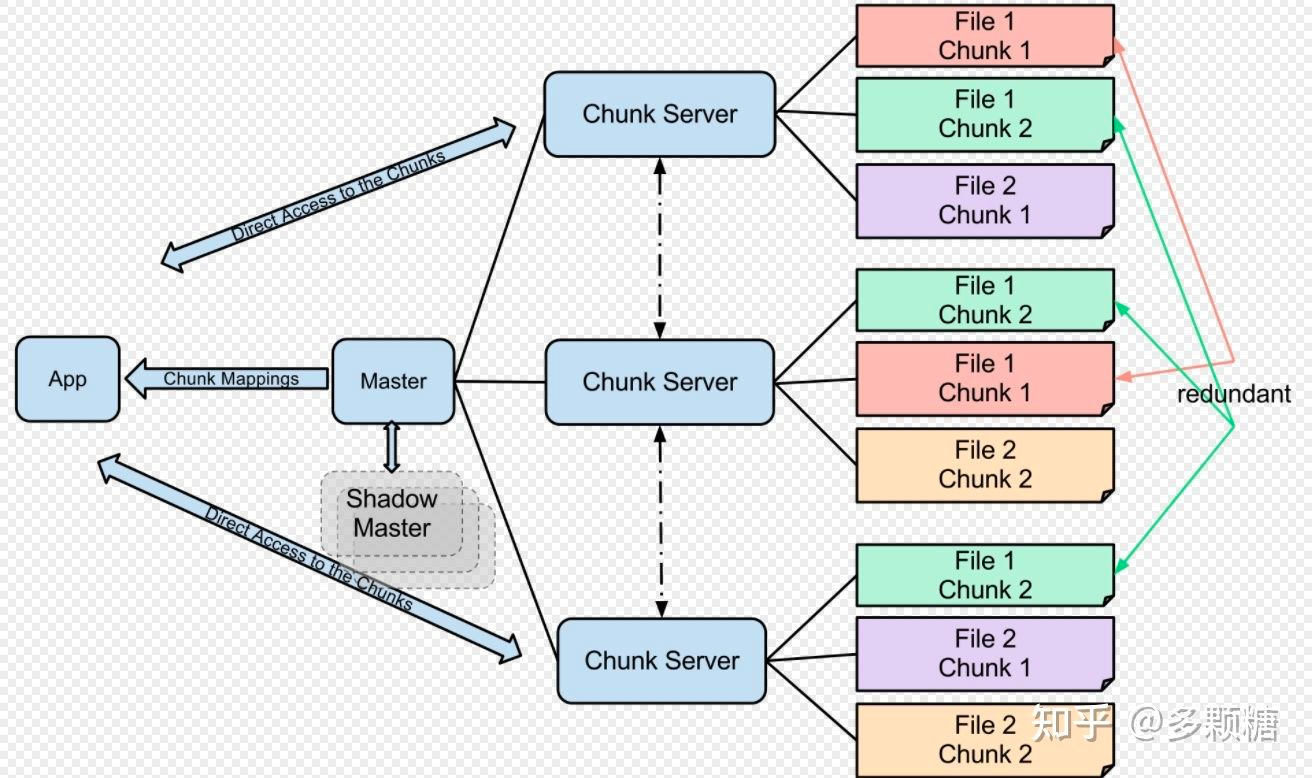 File 1
Chunk 1
Chunk Server
File 1
Chunk 2
Direct Access to the Chunks
File 2
Chunk 1
File 1
Chunk 2
App
Chunk Mappings
Master
Chunk Server
File 1
Chunk 1
redundant
File 2
Chunk 2
Shadow
Master
Direct Access to the Chunks
File 1
Chunk 2
Chunk Server
File 2
Chunk 1
File 2
Chunk 2
知乎 @多颗糖